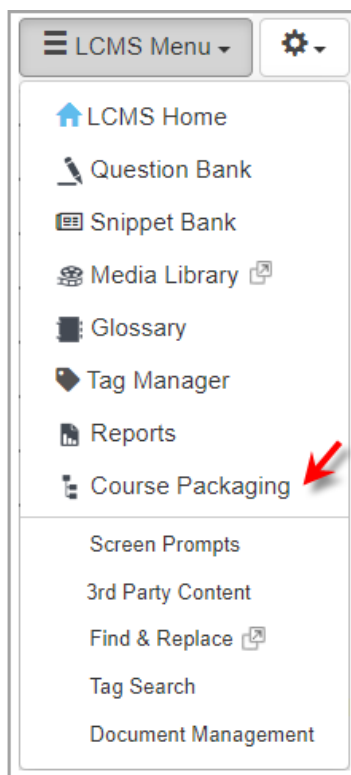 LCMS Menu
LCMS Home
Question Bank
Snippet Bank
Media Library
Glossary
Tag Manager
Reports
Course Packaging
Screen Prompts
3rd Party Content
Find & Replace
Tag Search
Document Management